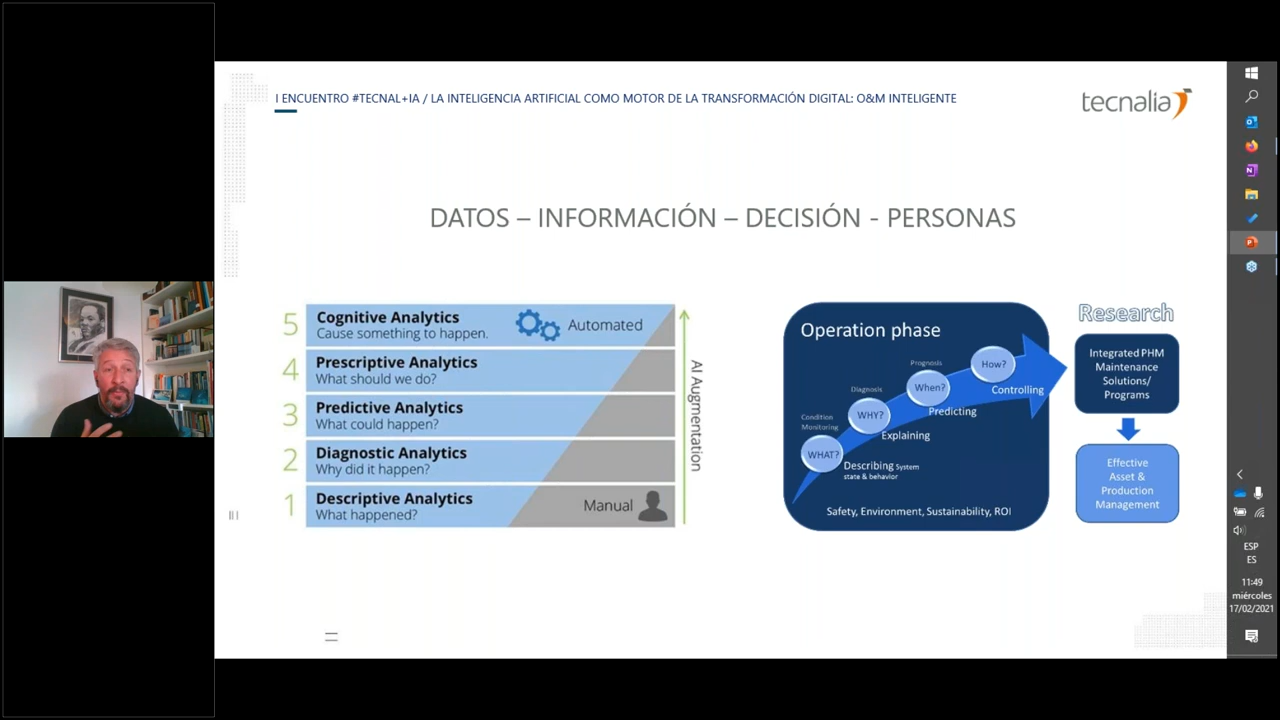 I ENCUENTRO #TECNAL+IA / LA INTELIGENCIA ARTIFICIAL COMO MOTOR DE LA TRANSFORMACIÓN DIGITAL: O&M INTELIGENTE
tecnalia
DATOS – INFORMACIÓN – DECISIÓN - PERSONAS
5
Cognitive Analytics
Cause something to happen.
Automated
4
Prescriptive Analytics
What should we do?
3
Predictive Analytics
What could happen?
2
Diagnostic Analytics
Why did it happen?
1
Descriptive Analytics
What happened?
Manual
AI Augmentation
Operation phase
Prognosis
How?
When?
Controlling
Diagnosis
Predicting
WHY?
Condition
Monitoring
Explaining
WHAT?
Describing System
state & behavior
Safety, Environment, Sustainability, ROI
Research
Integrated PHM
Maintenance
Solutions/
Programs
Effective
Asset &
Production
Management
ESP
ES
11:49
miércoles
17/02/2021